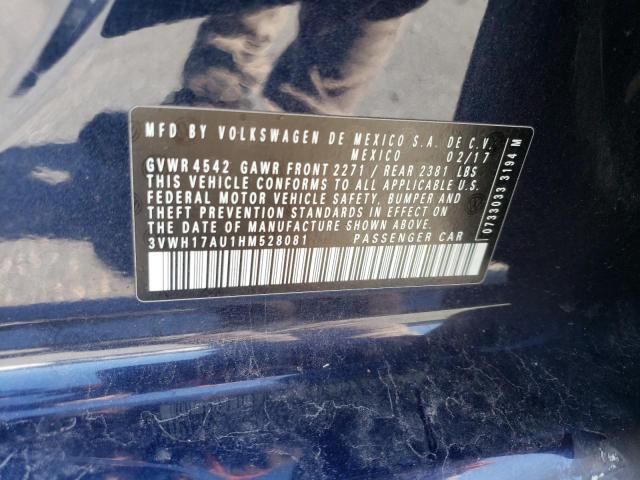 MFD BY VOLKSWAGEN DE MEXICO S.A. DE C.V.
MEXICO 02/17
GVWR 4542 GAWR FRONT 2271 / REAR 2381 LBS
THIS VEHICLE CONFORMS TO ALL APPLICABLE U.S.
FEDERAL MOTOR VEHICLE SAFETY, BUMPER AND
THEFT PREVENTION STANDARDS IN EFFECT ON
THE DATE OF MANUFACTURE SHOWN ABOVE.
3VWH17AU1HM528081 PASSENGER CAR
0733033 3194 M